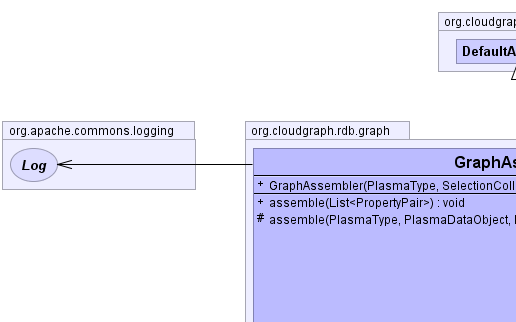 org.cloudgrap
DefaultA
org.apache.commons.logging
org.cloudgraph.rdb.graph
Log
GraphAs
+ GraphAssembler(PlasmaType, SelectionColl
+ assemble(List<PropertyPair>) : void
# assemble(PlasmaType, PlasmaDataObject,